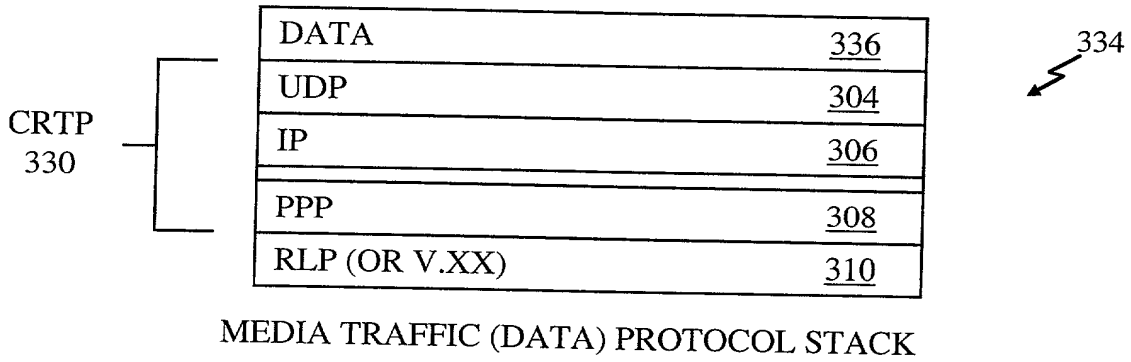 DATA 336
334
UDP 304
CRTP
330
IP 306
PPP 308
RLP (OR V.XX) 310
MEDIA TRAFFIC (DATA) PROTOCOL STACK